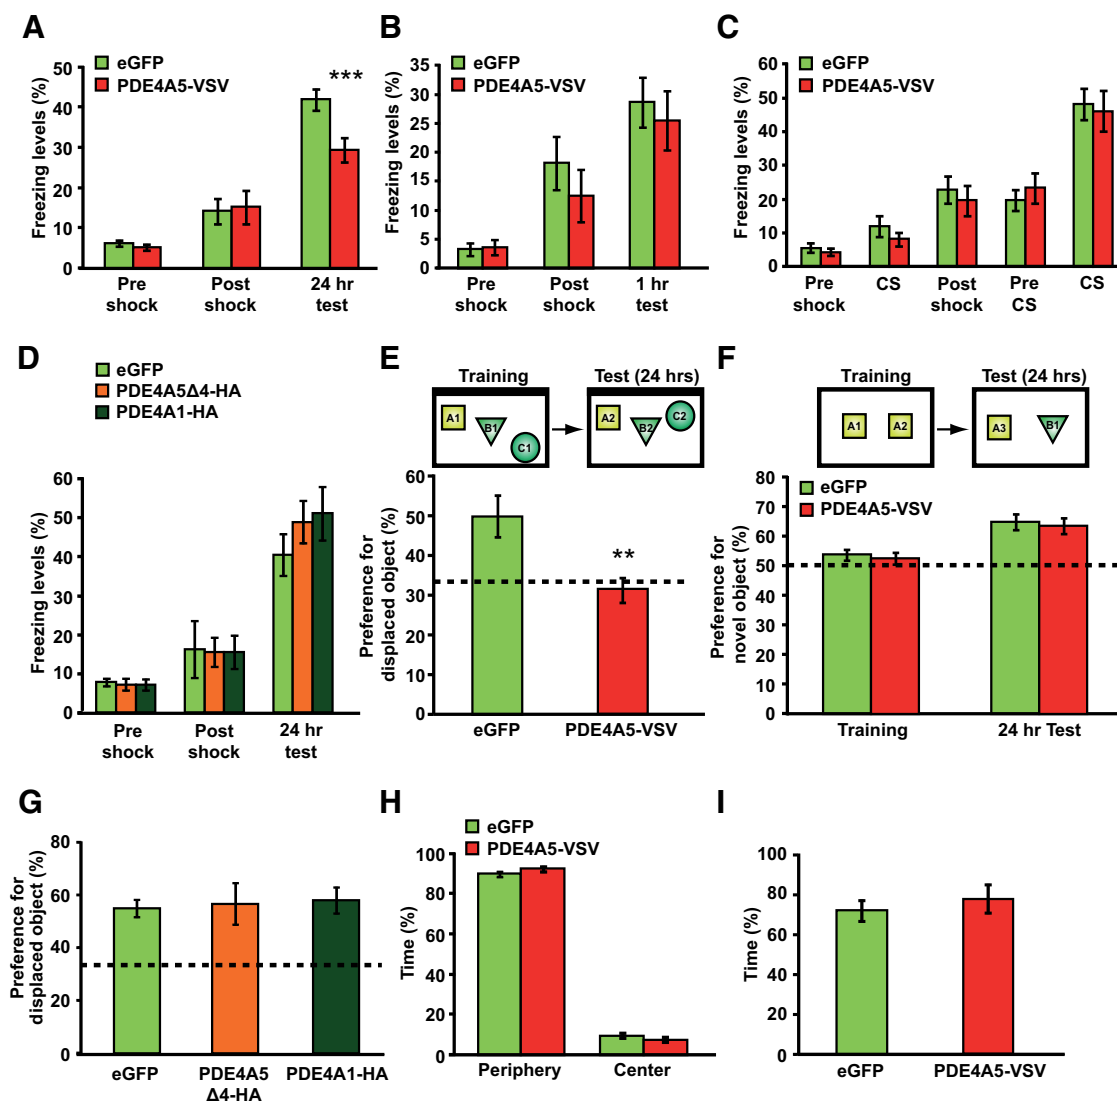 A
eGFP
PDE4A5-VSV
***
Freezing levels (%)
50
40
30
20
10
0
Pre shock
Post shock
24 hr test
B
eGFP
PDE4A5-VSV
Freezing levels (%)
35
30
25
20
15
10
5
0
Pre shock
Post shock
1 hr test
C
eGFP
PDE4A5-VSV
Freezing levels (%)
60
50
40
30
20
10
0
Pre shock
CS
Post shock
Pre CS
CS
D
eGFP
PDE4A5Δ4-HA
PDE4A1-HA
Freezing levels (%)
60
50
40
30
20
10
0
Pre shock
Post shock
24 hr test
E
Training
Test (24 hrs)
A1
B1
C1
A2
B2
C2
Preference for displaced object (%)
60
50
40
30
20
10
0
**
eGFP
PDE4A5-VSV
F
Training
Test (24 hrs)
A1
A2
A3
B1
eGFP
PDE4A5-VSV
Preference for novel object (%)
80
70
60
50
40
30
20
10
0
Training
24 hr Test
G
Preference for displaced object (%)
80
60
40
20
0
eGFP
PDE4A5 Δ4-HA
PDE4A1-HA
H
eGFP
PDE4A5-VSV
Time (%)
100
80
60
40
20
0
Periphery
Center
I
Time (%)
100
80
60
40
20
0
eGFP
PDE4A5-VSV